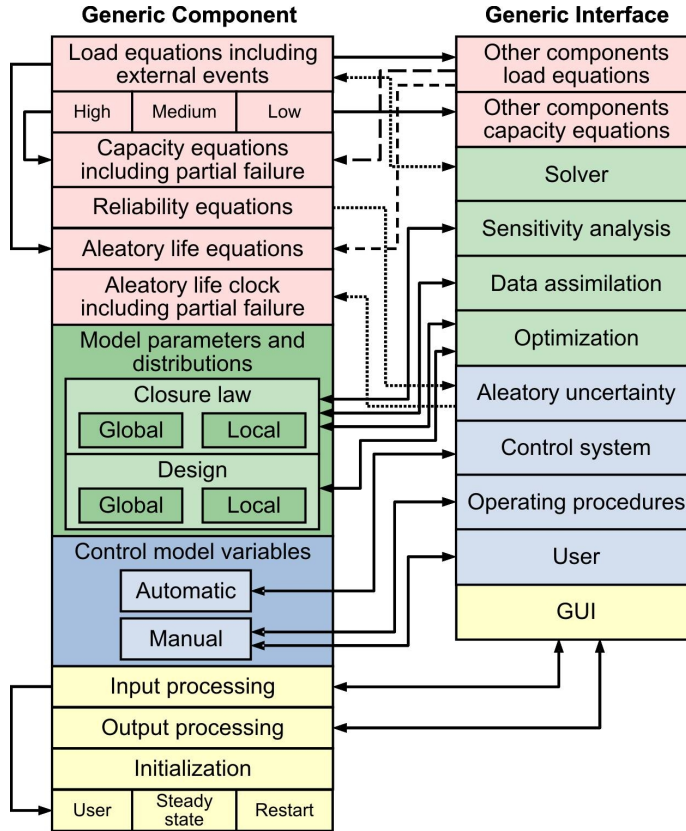 Generic Component
Load equations including
external events
High Medium Low
Capacity equations
including partial failure
Reliability equations
Aleatory life equations
Aleatory life clock
including partial failure
Model parameters and
distributions
Closure law
Global Local
Design
Global Local
Control model variables
Automatic
Manual
Input processing
Output processing
Initialization
User Steady state Restart
Generic Interface
Other components
load equations
Other components
capacity equations
Solver
Sensitivity analysis
Data assimilation
Optimization
Aleatory uncertainty
Control system
Operating procedures
User
GUI